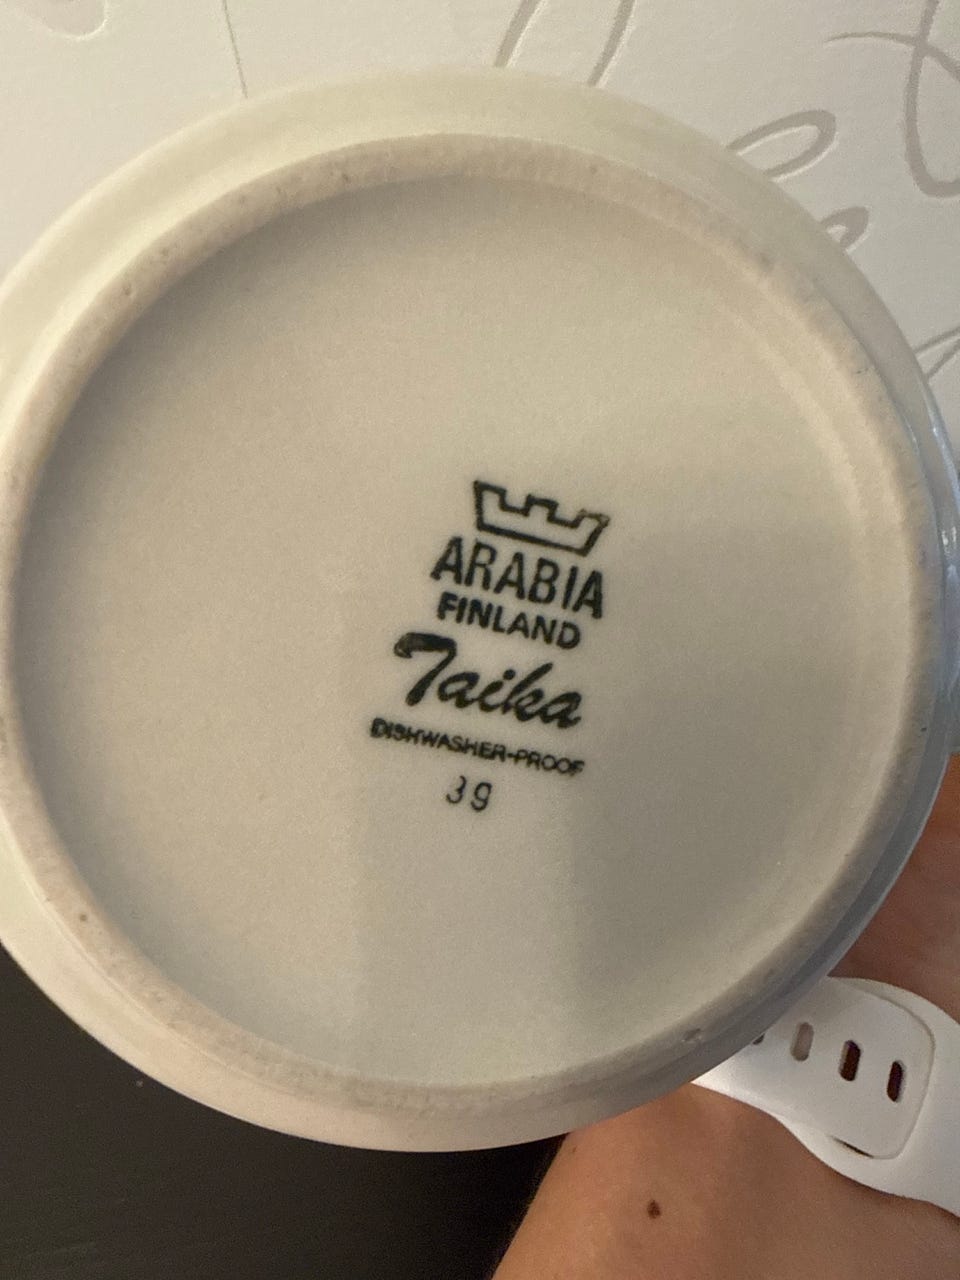 ARABIA
FINLAND
Taika
DISHWASHER-PROOF
39